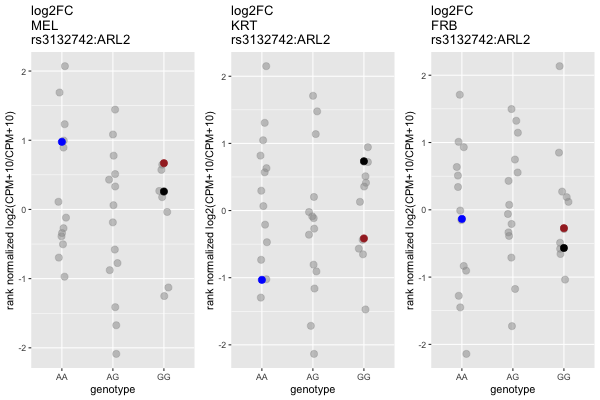 log2FC
MEL
rs3132742:ARL2
rank normalized log2(CPM+10/CPM+10)
2
1
0
-1
-2
AA
AG
GG
genotype
log2FC
KRT
rs3132742:ARL2
rank normalized log2(CPM+10/CPM+10)
2
1
0
-1
-2
AA
AG
GG
genotype
log2FC
FRB
rs3132742:ARL2
rank normalized log2(CPM+10/CPM+10)
2
1
0
-1
-2
AA
AG
GG
genotype